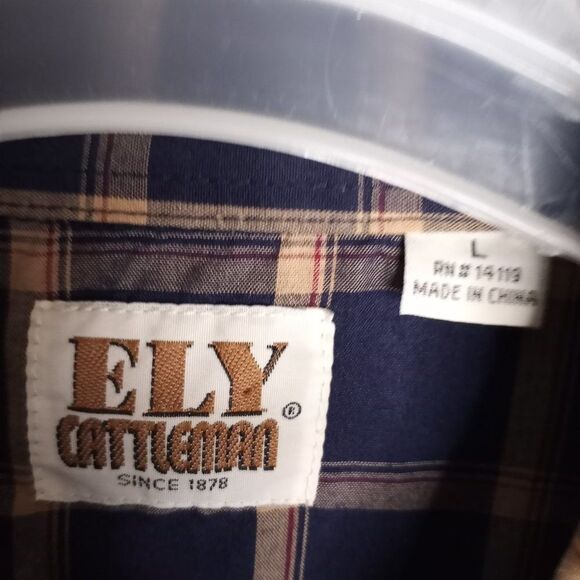 ELY
CATTLEMAN®
SINCE 1878
L
RN# 14119
MADE IN CHINA